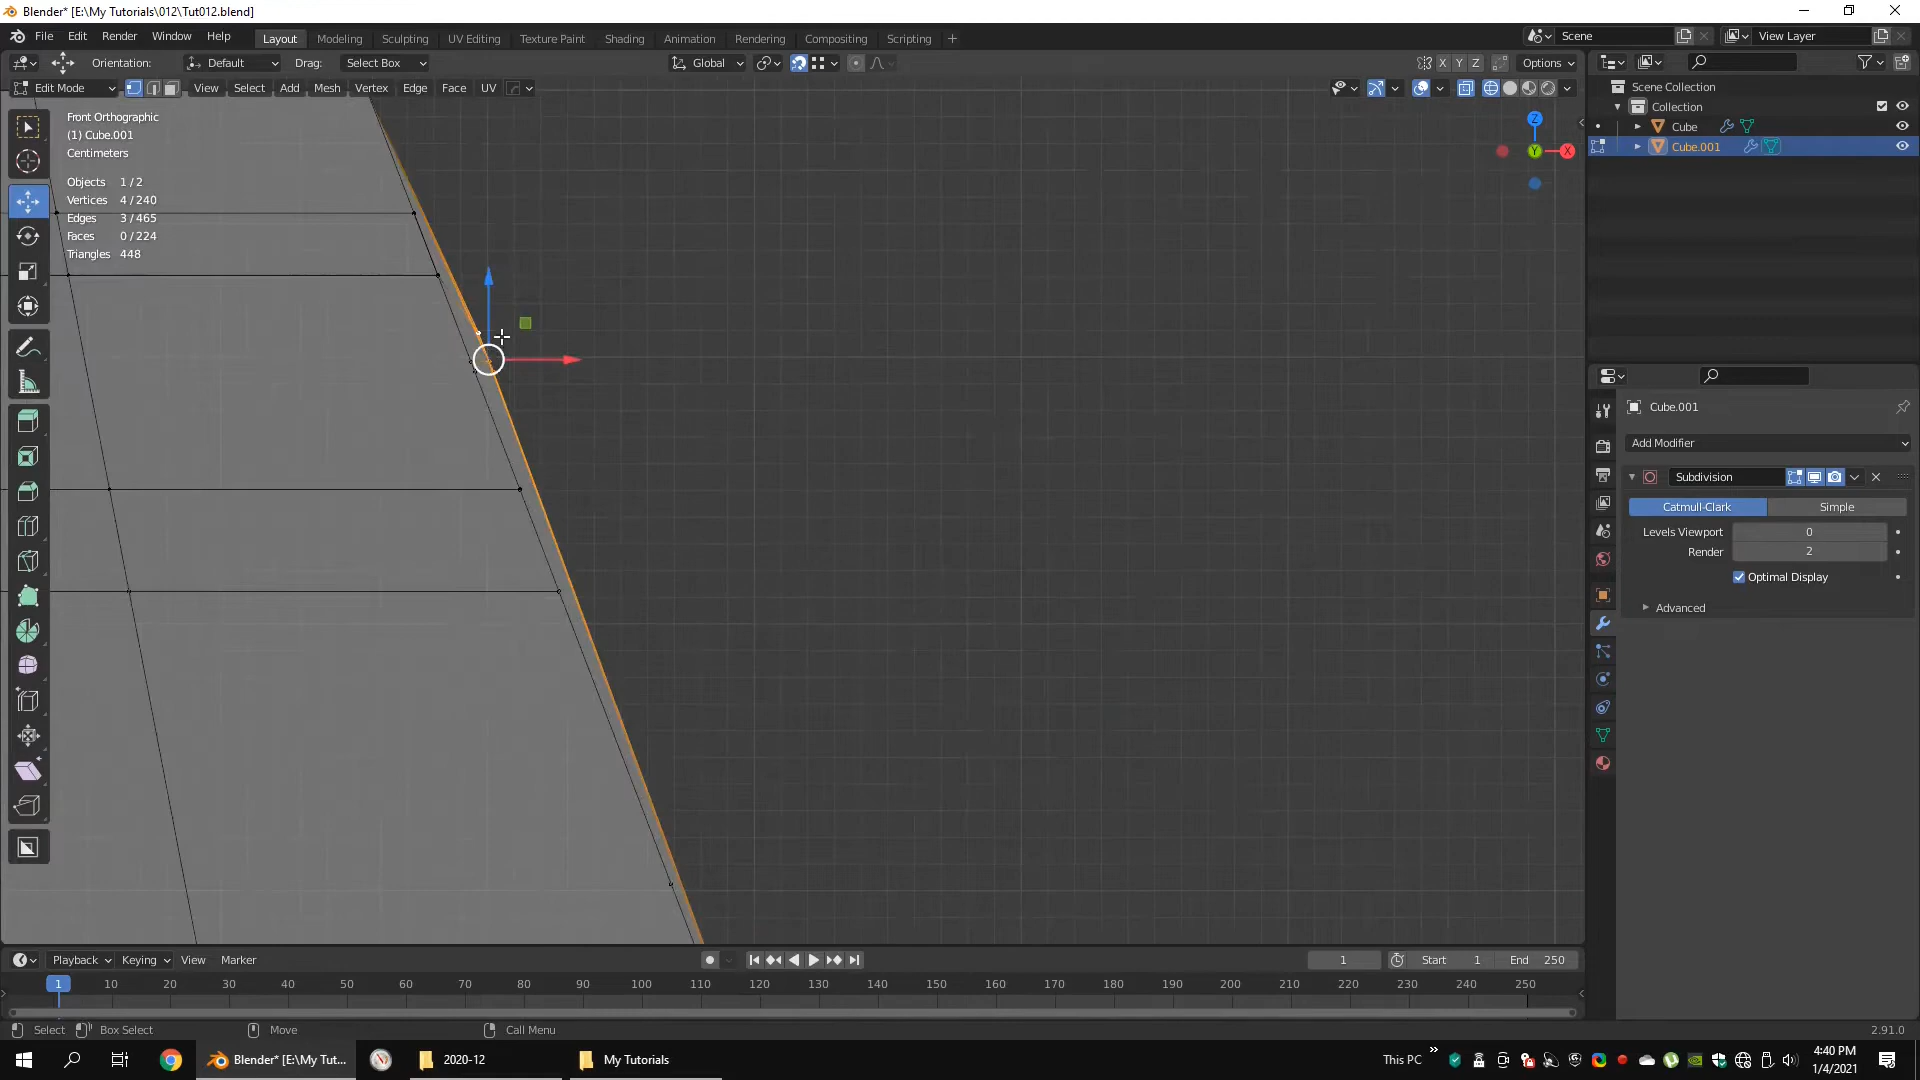 Blender* [E:\My Tutorials\012\Tut012.blend]
File Edit Render Window Help Layout Modeling Sculpting UV Editing Texture Paint Shading Animation Rendering Compositing Scripting + Scene View Layer
Orientation: Default Drag: Select Box Global X Y Z Options
Edit Mode View Select Add Mesh Vertex Edge Face UV
Front Orthographic
(1) Cube.001
Centimeters
Objects 1 / 2
Vertices 4 / 240
Edges 3 / 465
Faces 0 / 224
Triangles 448
Z
Y
X
Scene Collection
Collection
Cube
Cube.001
Cube.001
Add Modifier
Subdivision
Catmull-Clark Simple
Levels Viewport 0
Render 2
Optimal Display
Advanced
Playback Keying View Marker 1 Start 1 End 250
1 10 20 30 40 50 60 70 80 90 100 110 120 130 140 150 160 170 180 190 200 210 220 230 240 250
Select Box Select Move Call Menu 2.91.0
Blender* [E:\My Tut... 2020-12 My Tutorials This PC » 4:40 PM
1/4/2021